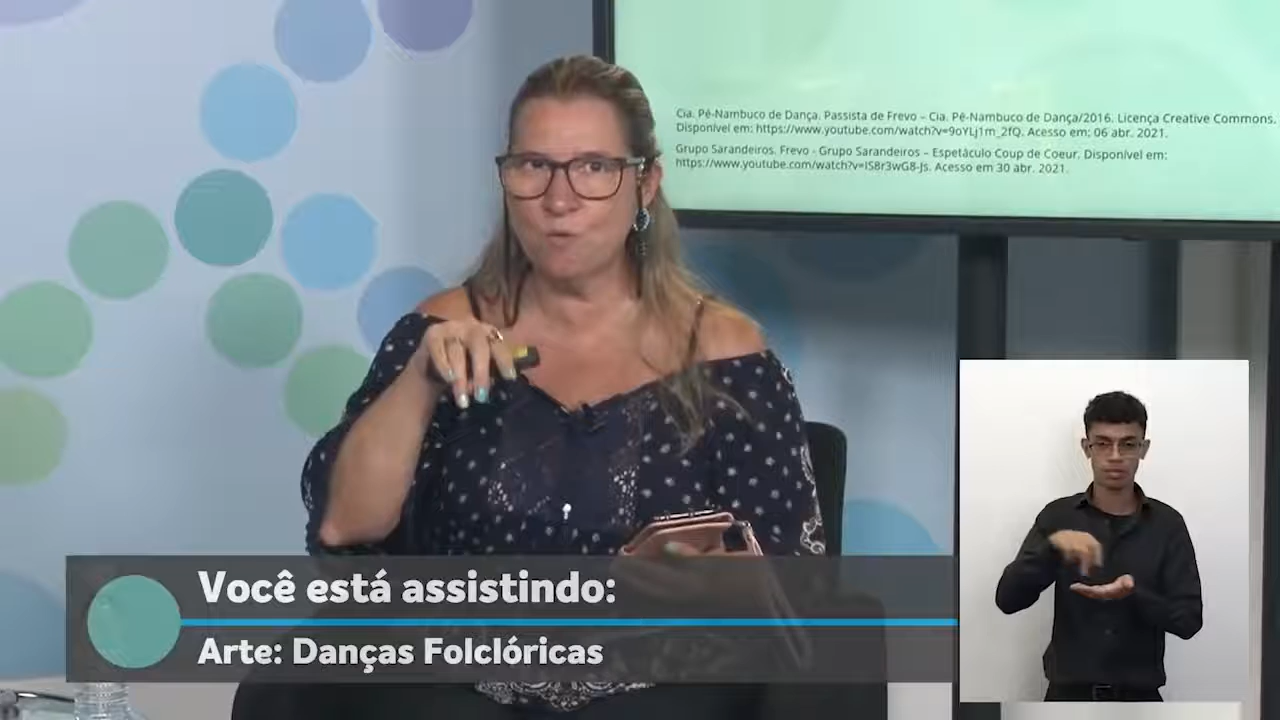 Cia. Pé-Nambuco de Dança. Passista de Frevo – Cia. Pé-Nambuco de Dança/2016. Licença Creative Commons.
Disponível em: https://www.youtube.com/watch?v=9oYLj1m_2fQ. Acesso em: 06 abr. 2021.
Grupo Sarandeiros. Frevo - Grupo Sarandeiros – Espetáculo Coup de Coeur. Disponível em:
https://www.youtube.com/watch?v=IS8r3wG8-Js. Acesso em 30 abr. 2021.
Você está assistindo:
Arte: Danças Folclóricas